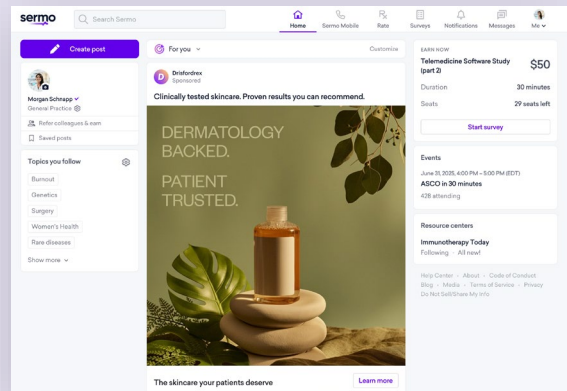 sermo
Search Sermo
Home
Sermo Mobile
Rate
Surveys
Notifications
Messages
Me
Create post
Morgan Schnapp
General Practice
Refer colleagues & earn
Saved posts
Topics you follow
Burnout
Genetics
Surgery
Women's Health
Rare diseases
Show more
For you
Customize
D
Drisfordrex
Sponsored
Clinically tested skincare. Proven results you can recommend.
DERMATOLOGY
BACKED.
PATIENT
TRUSTED.
The skincare your patients deserve
Learn more
EARN NOW
Telemedicine Software Study
(part 2)
$50
Duration
30 minutes
Seats
29 seats left
Start survey
Events
June 31, 2025, 4:00 PM – 5:00 PM (EDT)
ASCO in 30 minutes
428 attending
Resource centers
Immunotherapy Today
Following · All new!
Help Center · About · Code of Conduct
Blog · Media · Terms of Service · Privacy
Do Not Sell/Share My Info